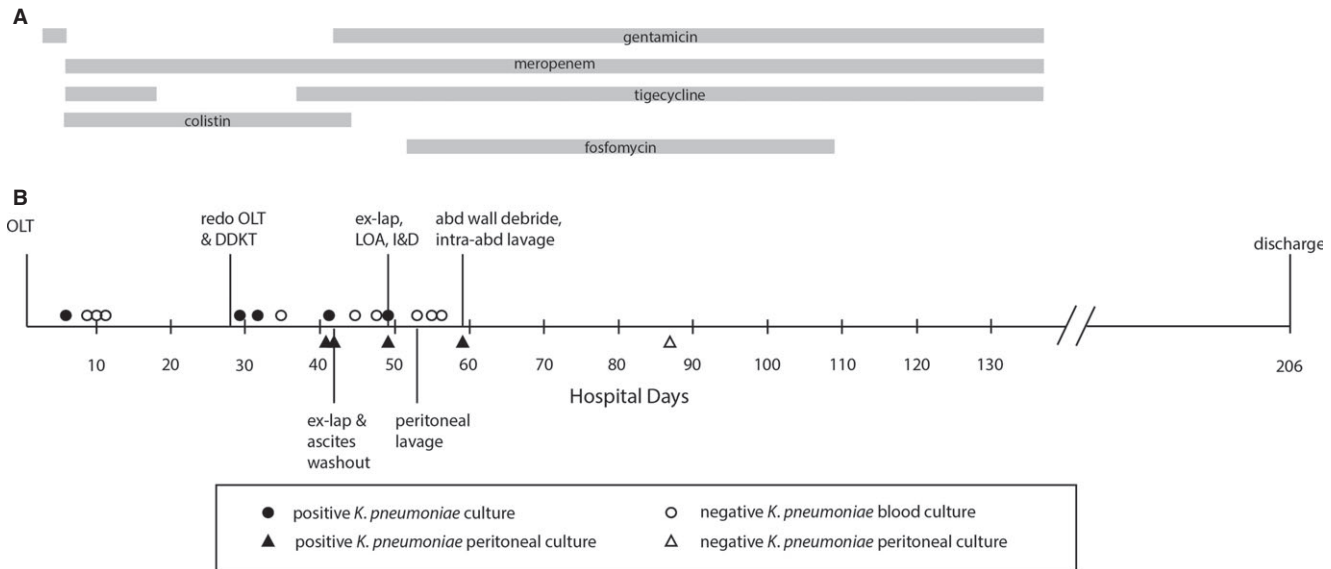 A
gentamicin
meropenem
tigecycline
colistin
fosfomycin
B
OLT
redo OLT
& DDKT
ex-lap,
LOA, I&D
abd wall debride,
intra-abd lavage
discharge
10 20 30 40 50 60 70 80 90 100 110 120 130 206
Hospital Days
ex-lap &
ascites
washout
peritoneal
lavage
positive K. pneumoniae culture
negative K. pneumoniae blood culture
positive K. pneumoniae peritoneal culture
negative K. pneumoniae peritoneal culture